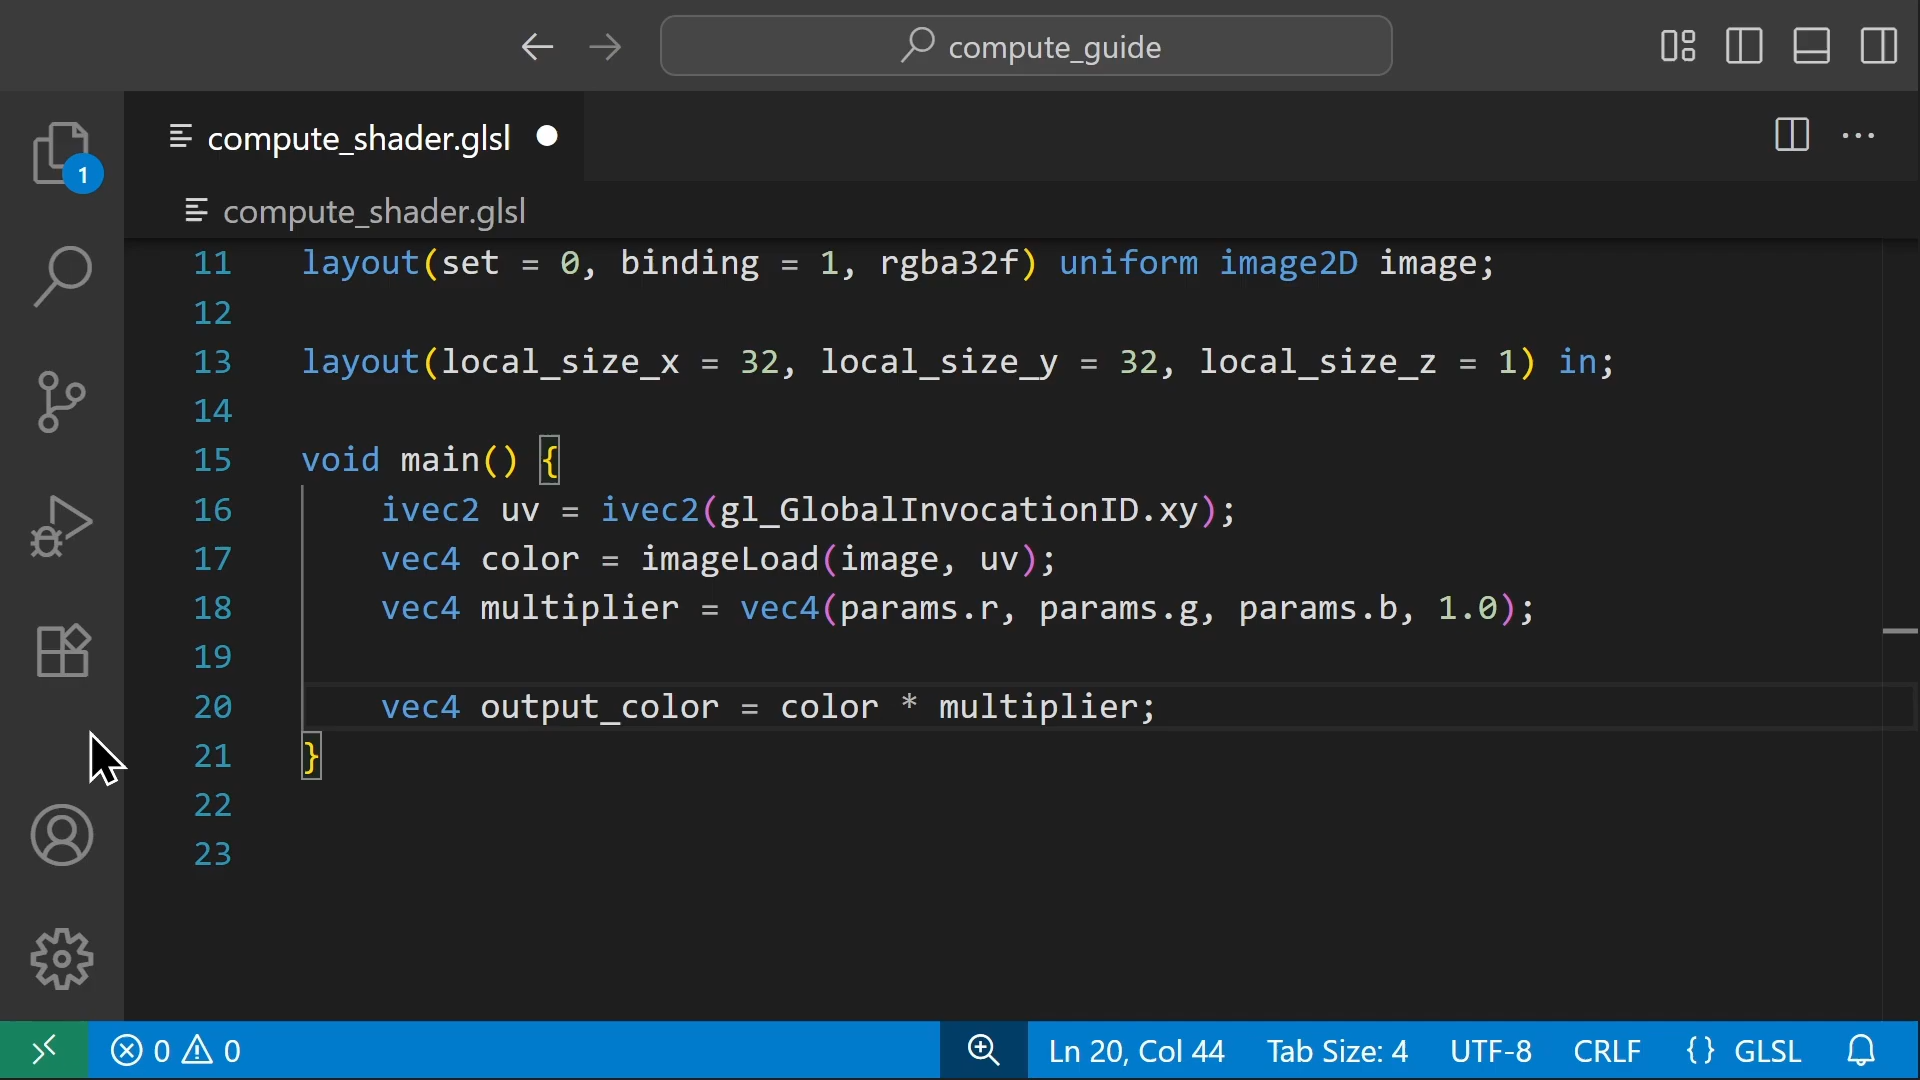 compute_guide
compute_shader.glsl
1
compute_shader.glsl
11 layout(set = 0, binding = 1, rgba32f) uniform image2D image;
12
13 layout(local_size_x = 32, local_size_y = 32, local_size_z = 1) in;
14
15 void main() {
16     ivec2 uv = ivec2(gl_GlobalInvocationID.xy);
17     vec4 color = imageLoad(image, uv);
18     vec4 multiplier = vec4(params.r, params.g, params.b, 1.0);
19
20     vec4 output_color = color * multiplier;
21 }
22
23
0 0 Ln 20, Col 44 Tab Size: 4 UTF-8 CRLF {} GLSL